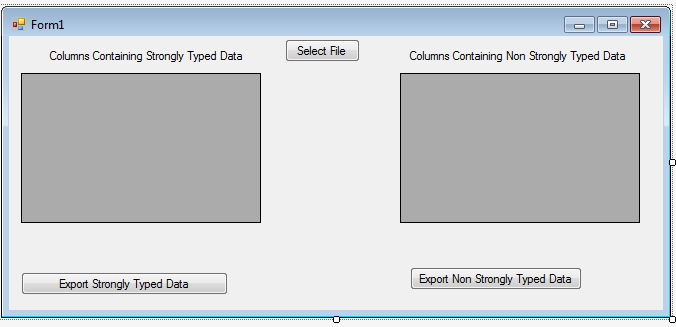 Form1
Select File
Columns Containing Strongly Typed Data
Columns Containing Non Strongly Typed Data
Export Strongly Typed Data
Export Non Strongly Typed Data